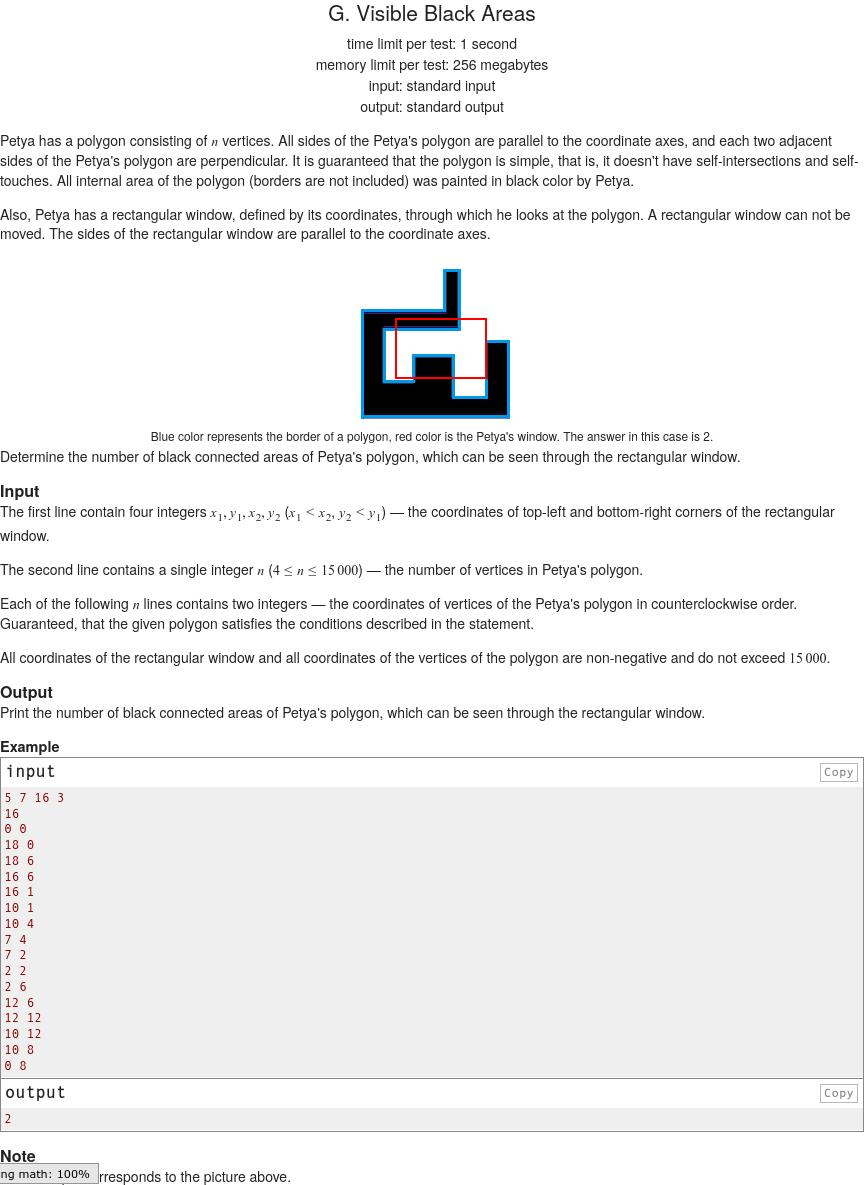 G. Visible Black Areas
time limit per test: 1 second
memory limit per test: 256 megabytes
input: standard input
output: standard output
Petya has a polygon consisting of n vertices. All sides of the Petya's polygon are parallel to the coordinate axes, and each two adjacent
sides of the Petya's polygon are perpendicular. It is guaranteed that the polygon is simple, that is, it doesn't have self-intersections and self-
touches. All internal area of the polygon (borders are not included) was painted in black color by Petya.
Also, Petya has a rectangular window, defined by its coordinates, through which he looks at the polygon. A rectangular window can not be
moved. The sides of the rectangular window are parallel to the coordinate axes.
Blue color represents the border of a polygon, red color is the Petya's window. The answer in this case is 2.
Determine the number of black connected areas of Petya's polygon, which can be seen through the rectangular window.
Input
The first line contain four integers x1, y1, x2, y2 (x1 < x2, y2 < y1) — the coordinates of top-left and bottom-right corners of the rectangular
window.
The second line contains a single integer n (4 ≤ n ≤ 15 000) — the number of vertices in Petya's polygon.
Each of the following n lines contains two integers — the coordinates of vertices of the Petya's polygon in counterclockwise order.
Guaranteed, that the given polygon satisfies the conditions described in the statement.
All coordinates of the rectangular window and all coordinates of the vertices of the polygon are non-negative and do not exceed 15 000.
Output
Print the number of black connected areas of Petya's polygon, which can be seen through the rectangular window.
Example
input Copy
5 7 16 3
16
0 0
18 0
18 6
16 6
16 1
10 1
10 4
7 4
7 2
2 2
2 6
12 6
12 12
10 12
10 8
0 8
output Copy
2
Note
ng math: 100% rresponds to the picture above.